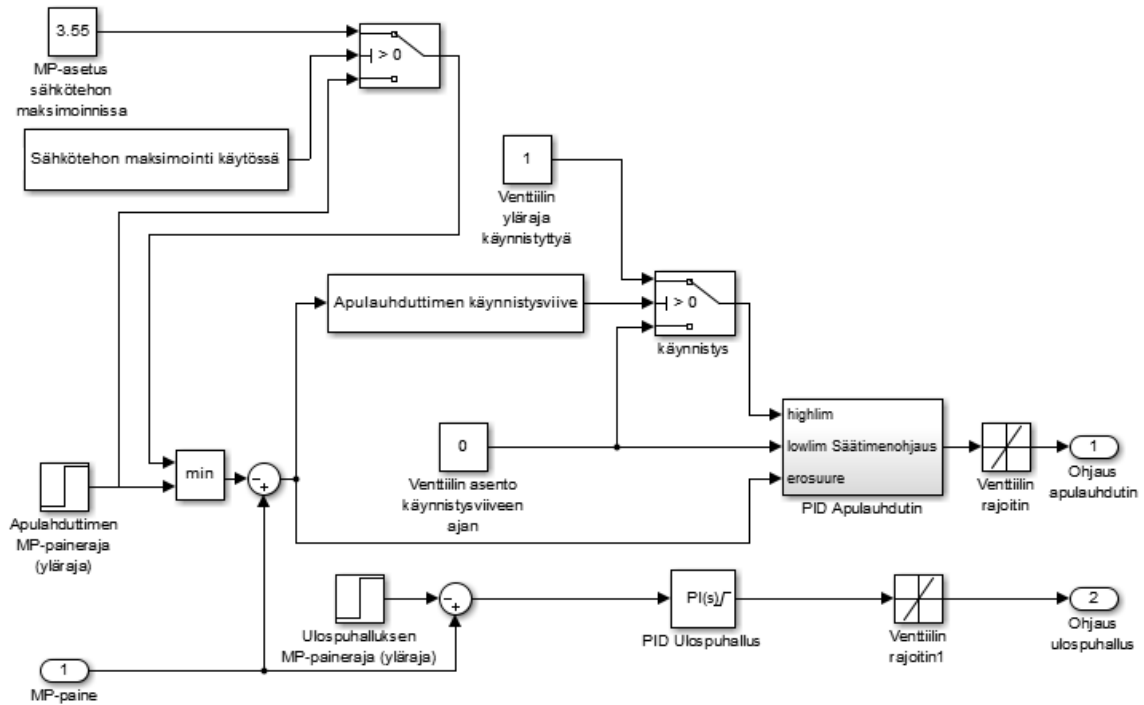 3.55
MP-asetus
sähkötehon
maksimoinnissa
> 0
Sähkötehon maksimointi käytössä
1
Venttiilin
yläraja
käynnistyttyä
Apulauhduttimen käynnistysviive
> 0
käynnistys
highlim
lowlim Säätimenohjaus
erosuure
PID Apulauhdutin
Venttiilin
rajoitin
1
Ohjaus
apulauhdutin
0
Venttiilin asento
käynnistysviiveen
ajan
min
Apulahduttimen
MP-paineraja
(yläraja)
Ulospuhalluksen
MP-paineraja (yläraja)
PI(s)
PID Ulospuhallus
Venttiilin
rajoitin1
2
Ohjaus
ulospuhallus
1
MP-paine